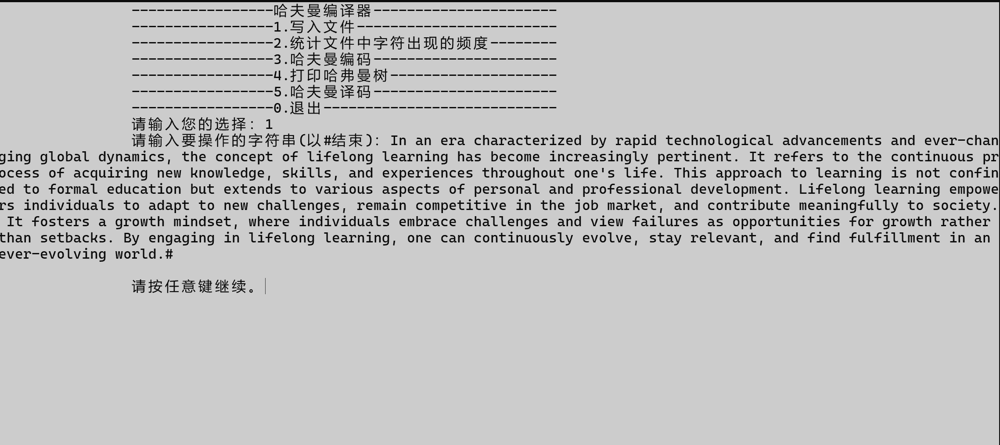 -----------------哈夫曼编译器----------------------
-----------------1.写入文件------------------------
-----------------2.统计文件中字符出现的频度--------
-----------------3.哈夫曼编码----------------------
-----------------4.打印哈弗曼树--------------------
-----------------5.哈夫曼译码----------------------
-----------------0.退出----------------------------
请输入您的选择: 1
请输入要操作的字符串(以#结束): In an era characterized by rapid technological advancements and ever-chan
ging global dynamics, the concept of lifelong learning has become increasingly pertinent. It refers to the continuous pr
ocess of acquiring new knowledge, skills, and experiences throughout one's life. This approach to learning is not confin
ed to formal education but extends to various aspects of personal and professional development. Lifelong learning empowe
rs individuals to adapt to new challenges, remain competitive in the job market, and contribute meaningfully to society.
It fosters a growth mindset, where individuals embrace challenges and view failures as opportunities for growth rather
than setbacks. By engaging in lifelong learning, one can continuously evolve, stay relevant, and find fulfillment in an
ever-evolving world.#
请按任意键继续。